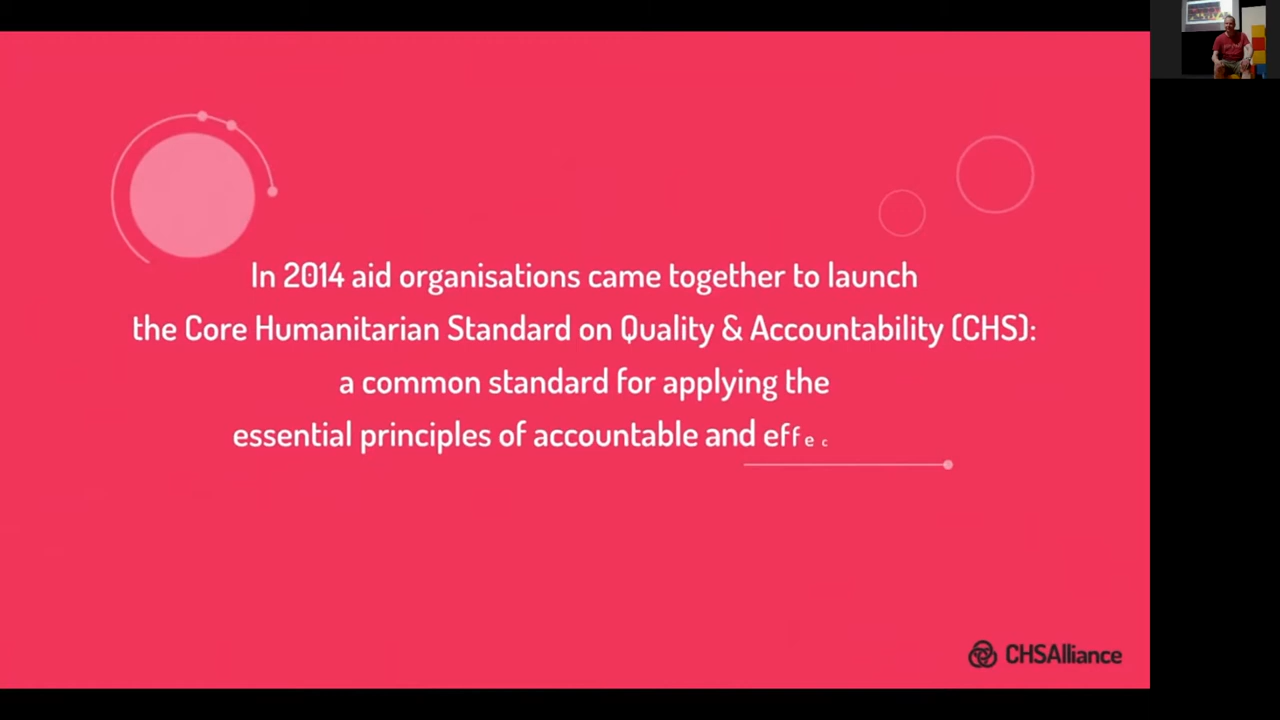 In 2014 aid organisations came together to launch
the Core Humanitarian Standard on Quality & Accountability (CHS):
a common standard for applying the
essential principles of accountable and effec
CHSAlliance